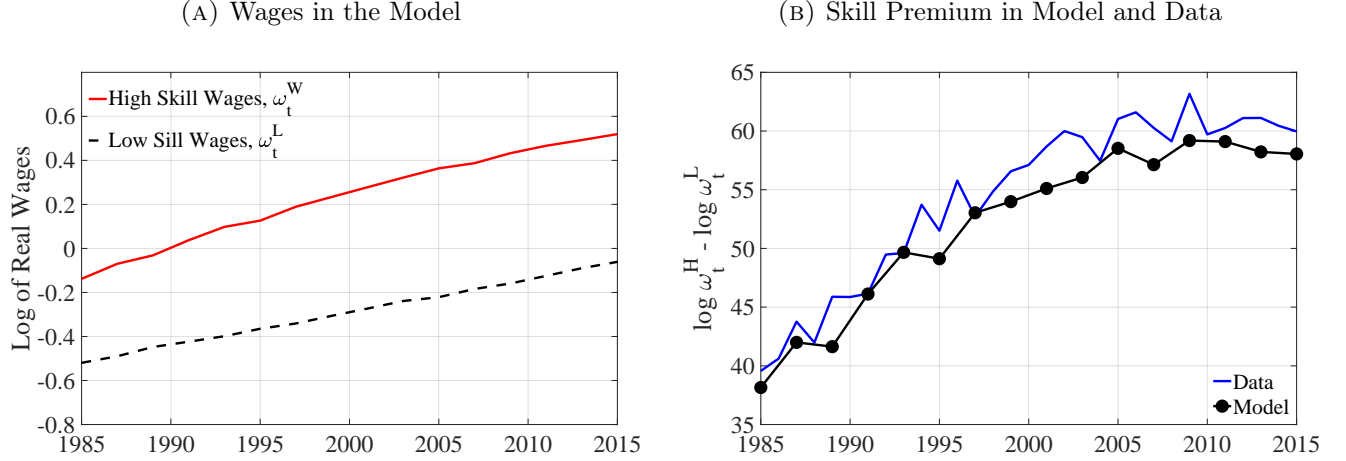 (A) Wages in the Model
Log of Real Wages
0.6
0.4
0.2
0
-0.2
-0.4
-0.6
-0.8
High Skill Wages, ω_t^W
Low Sill Wages, ω_t^L
1985 1990 1995 2000 2005 2010 2015
(B) Skill Premium in Model and Data
log ω_t^H - log ω_t^L
65
60
55
50
45
40
35
Data
Model
1985 1990 1995 2000 2005 2010 2015